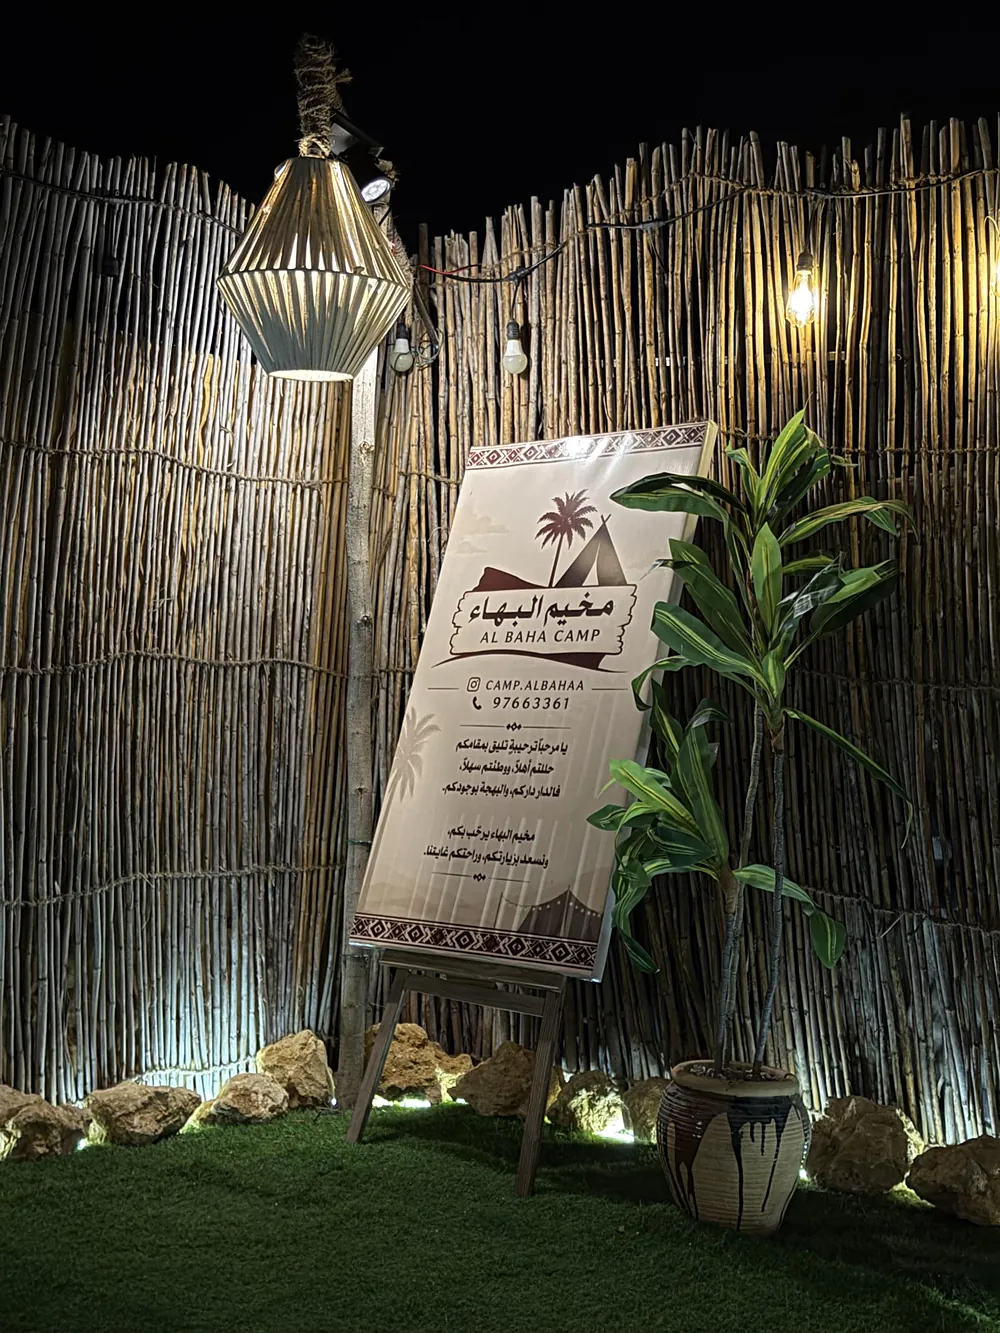 مخيم البهاء
AL BAHA CAMP
CAMP.ALBAHAA
97663361
يا مرحباً ترحيبةٍ تليق بمقامكم
حللتم أهلاً، ووطئتم سهلاً،
فالدار داركم، والبهجة بوجودكم.
مخيم البهاء يرحّب بكم،
ونسعد بزيارتكم، وراحتكم غايتنا.